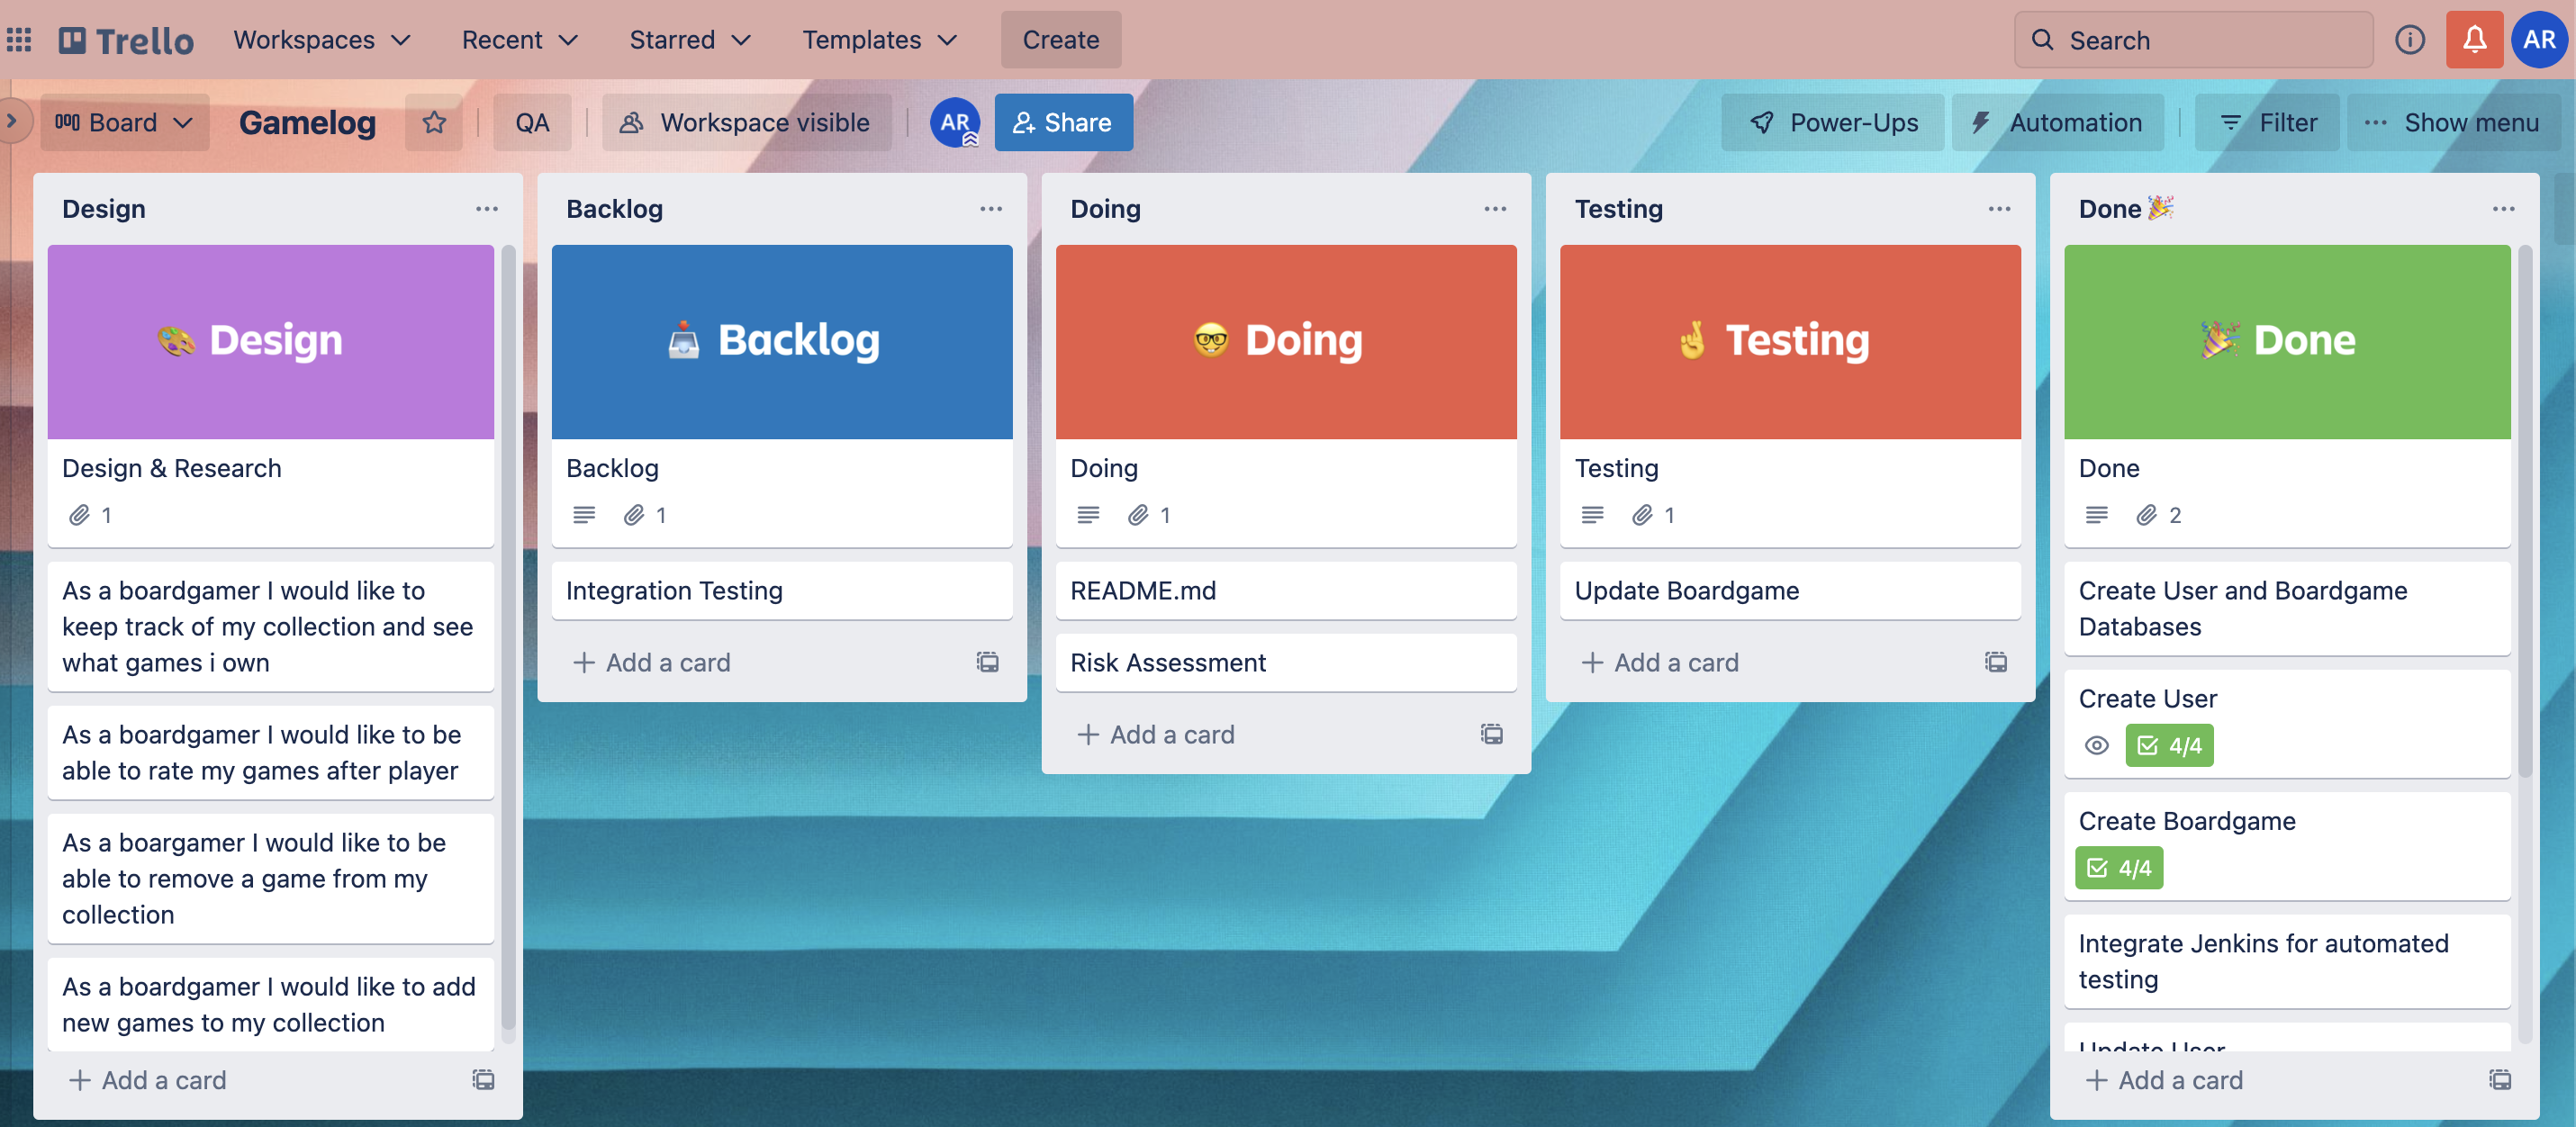 Trello Workspaces Recent Starred Templates Create Search AR
Board Gamelog QA Workspace visible AR Share Power-Ups Automation Filter Show menu
Design
Design
Design & Research
1
As a boardgamer I would like to
keep track of my collection and see
what games i own
As a boardgamer I would like to be
able to rate my games after player
As a boargamer I would like to be
able to remove a game from my
collection
As a boardgamer I would like to add
new games to my collection
Add a card
Backlog
Backlog
Backlog
1
Integration Testing
Add a card
Doing
Doing
Doing
1
README.md
Risk Assessment
Add a card
Testing
Testing
Testing
1
Update Boardgame
Add a card
Done
Done
Done
2
Create User and Boardgame
Databases
Create User
4/4
Create Boardgame
4/4
Integrate Jenkins for automated
testing
Update User
Add a card